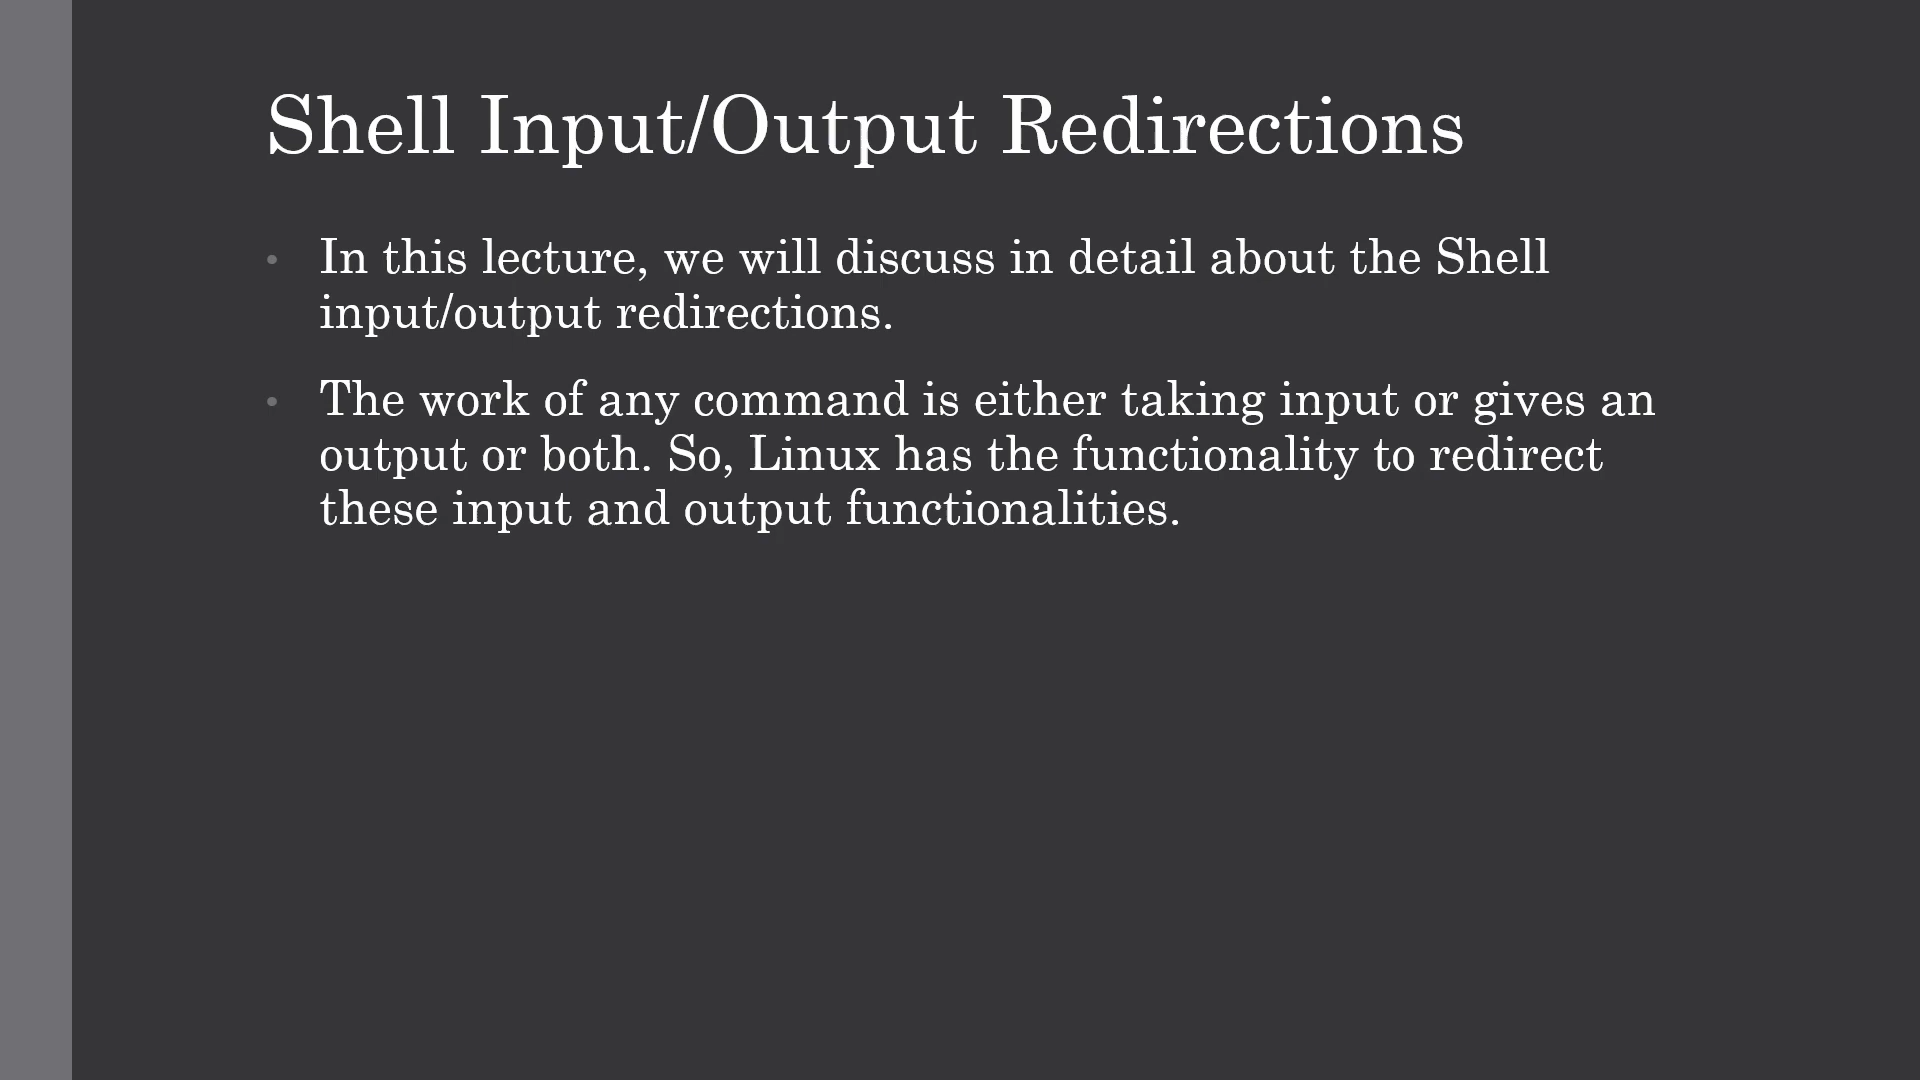 Shell Input/Output Redirections
• In this lecture, we will discuss in detail about the Shell
input/output redirections.
• The work of any command is either taking input or gives an
output or both. So, Linux has the functionality to redirect
these input and output functionalities.